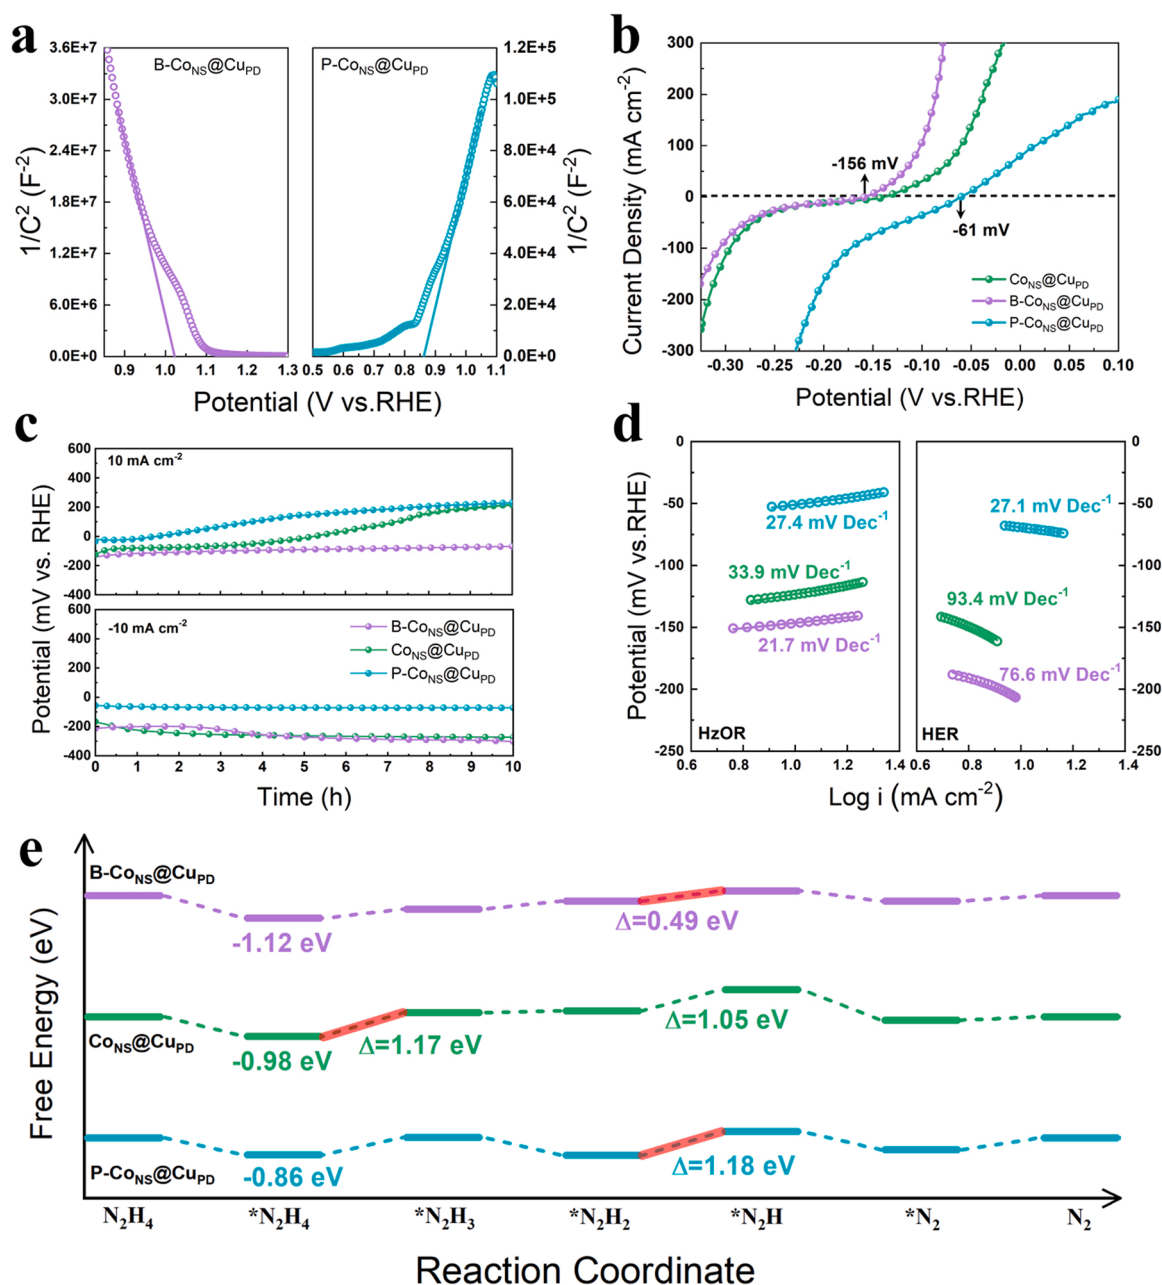 a
B-CoNS@CuPD
P-CoNS@CuPD
3.6E+7
3.0E+7
2.4E+7
1.8E+7
1.2E+7
6.0E+6
0.0E+0
1/C² (F⁻²)
0.9 1.0 1.1 1.2 1.3
0.5 0.6 0.7 0.8 0.9 1.0 1.1
1.2E+5
1.0E+5
8.0E+4
6.0E+4
4.0E+4
2.0E+4
0.0E+0
1/C² (F⁻²)
Potential (V vs.RHE)
b
300
200
100
0
-100
-200
-300
Current Density (mA cm⁻²)
-156 mV
-61 mV
CoNS@CuPD
B-CoNS@CuPD
P-CoNS@CuPD
-0.30 -0.25 -0.20 -0.15 -0.10 -0.05 0.00 0.05 0.10
Potential (V vs.RHE)
c
600
400
200
0
-200
-400
10 mA cm⁻²
600
400
200
0
-200
-400
-10 mA cm⁻²
B-CoNS@CuPD
CoNS@CuPD
P-CoNS@CuPD
Potential (mV vs. RHE)
0 1 2 3 4 5 6 7 8 9 10
Time (h)
d
0
-50
-100
-150
-200
-250
Potential (mV vs.RHE)
27.4 mV Dec⁻¹
33.9 mV Dec⁻¹
21.7 mV Dec⁻¹
HzOR
27.1 mV Dec⁻¹
93.4 mV Dec⁻¹
76.6 mV Dec⁻¹
HER
0
-50
-100
-150
-200
-250
0.6 0.8 1.0 1.2 1.4
0.6 0.8 1.0 1.2 1.4
Log i (mA cm⁻²)
e
Free Energy (eV)
B-CoNS@CuPD
-1.12 eV
Δ=0.49 eV
CoNS@CuPD
-0.98 eV
Δ=1.17 eV
Δ=1.05 eV
P-CoNS@CuPD
-0.86 eV
Δ=1.18 eV
N₂H₄ *N₂H₄ *N₂H₃ *N₂H₂ *N₂H *N₂ N₂
Reaction Coordinate